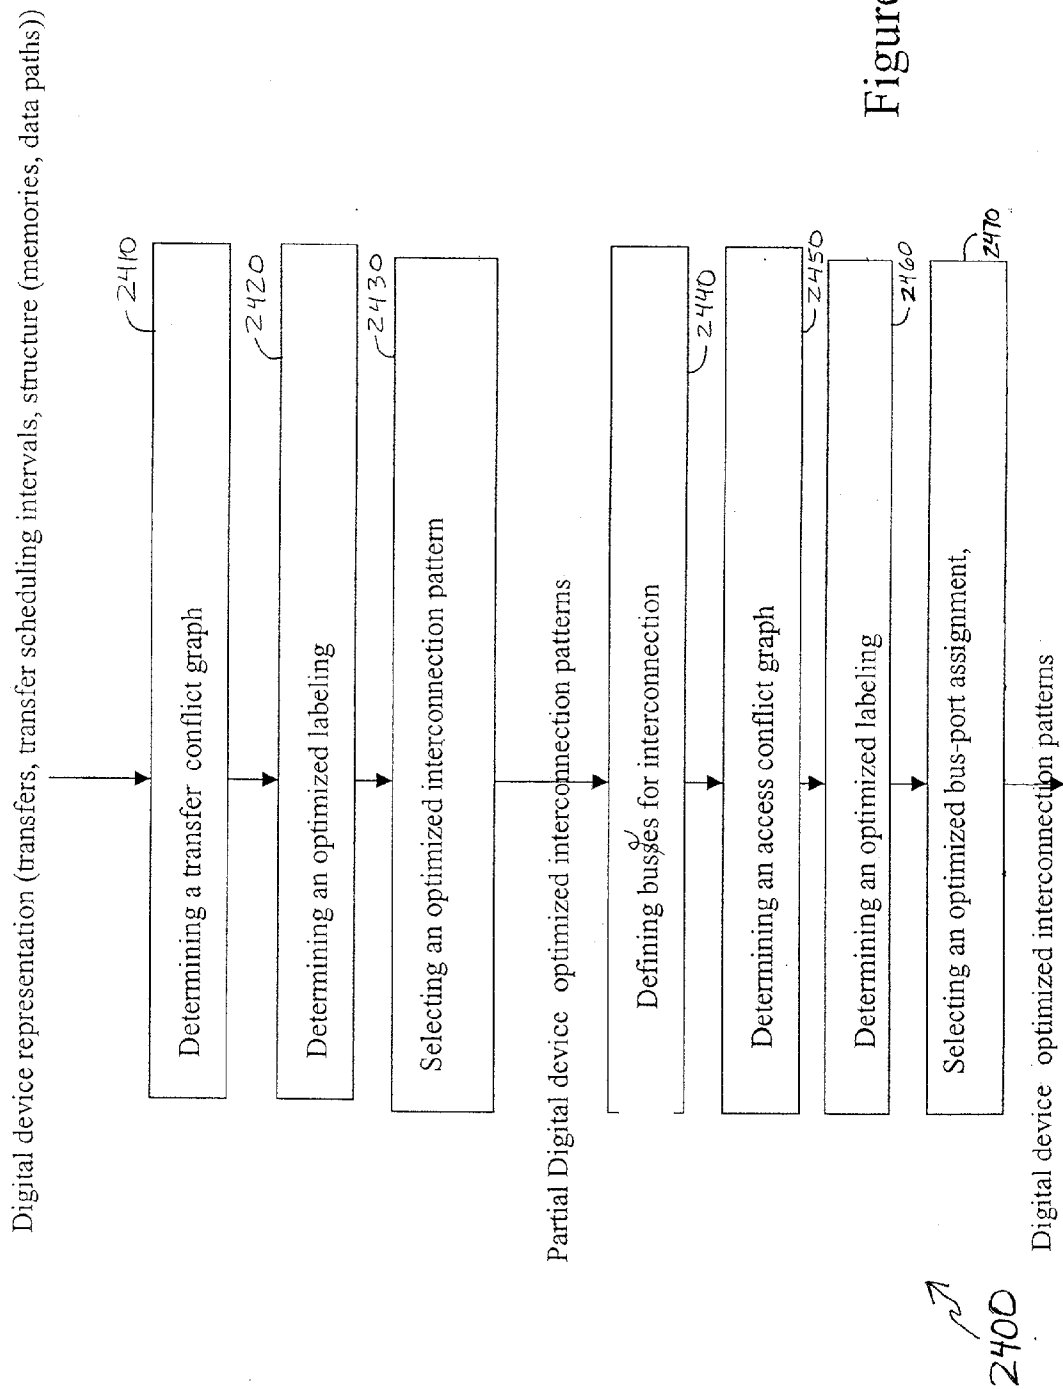 Digital device representation (transfers, transfer scheduling intervals, structure (memories, data paths))
2410
Determining a transfer conflict graph
2420
Determining an optimized labeling
2430
Selecting an optimized interconnection pattern
Partial Digital device optimized interconnection patterns
Defining busses for interconnection
2440
Determining an access conflict graph
2450
Determining an optimized labeling
2460
Selecting an optimized bus-port assignment,
2470
Digital device optimized interconnection patterns
2400
Figure